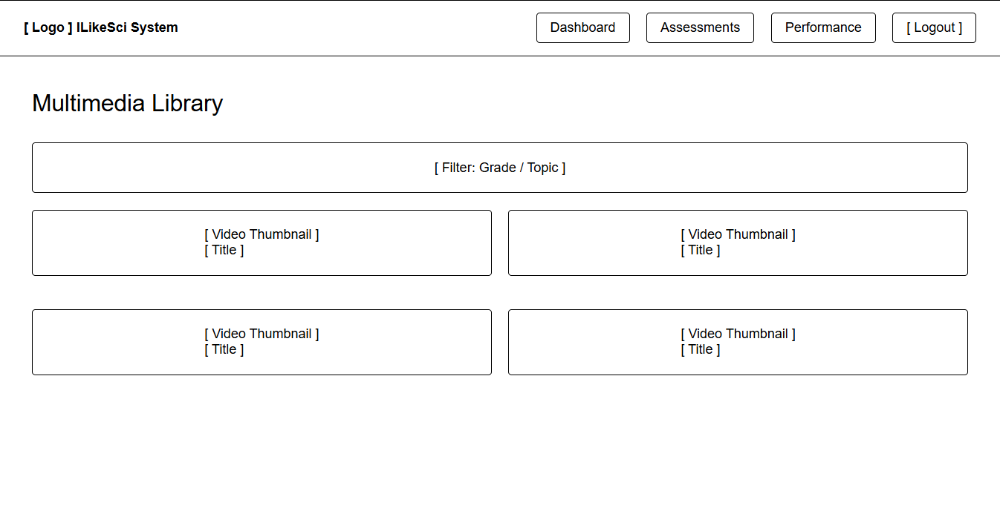 [ Logo ] ILikeSci System
Dashboard
Assessments
Performance
[ Logout ]
Multimedia Library
[ Filter: Grade / Topic ]
[ Video Thumbnail ]
[ Title ]
[ Video Thumbnail ]
[ Title ]
[ Video Thumbnail ]
[ Title ]
[ Video Thumbnail ]
[ Title ]